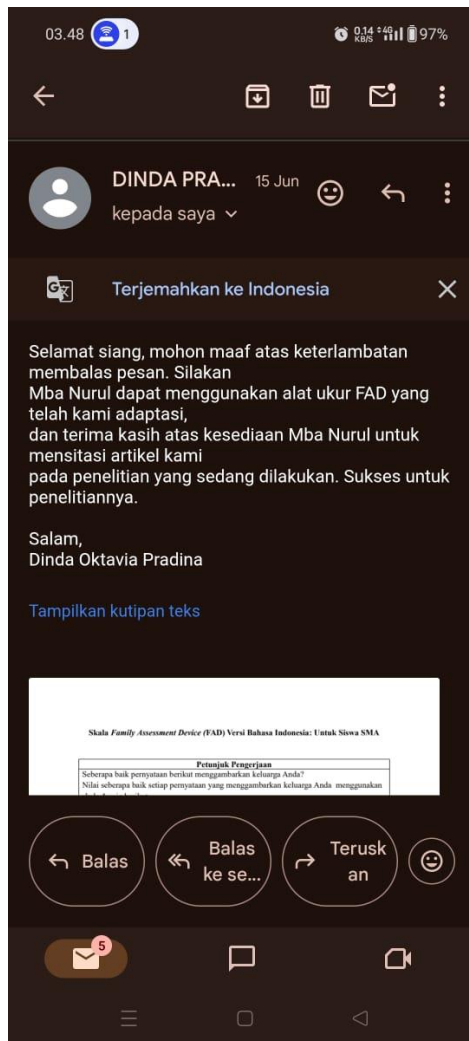 03.48
1
0.14 KB/S
4G
97%
DINDA PRA... 15 Jun
kepada saya
Terjemahkan ke Indonesia
Selamat siang, mohon maaf atas keterlambatan
membalas pesan. Silakan
Mba Nurul dapat menggunakan alat ukur FAD yang
telah kami adaptasi,
dan terima kasih atas kesediaan Mba Nurul untuk
mensitasi artikel kami
pada penelitian yang sedang dilakukan. Sukses untuk
penelitiannya.
Salam,
Dinda Oktavia Pradina
Tampilkan kutipan teks
Skala Family Assessment Device (FAD) Versi Bahasa Indonesia: Untuk Siswa SMA
Petunjuk Pengerjaan
Seberapa baik pernyataan berikut menggambarkan keluarga Anda?
Nilai seberapa baik setiap pernyataan yang menggambarkan keluarga Anda menggunakan
Balas
Balas
ke se...
Terusk
an
5